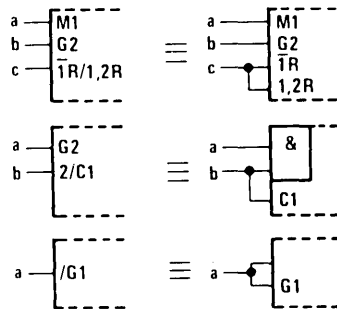 a M1 a M1
b G2 ≡ b G2
c 1̅R/1,2R c 1̅R
1,2R
a G2 a &
b 2/C1 ≡ b
C1
a /G1 ≡ a
G1